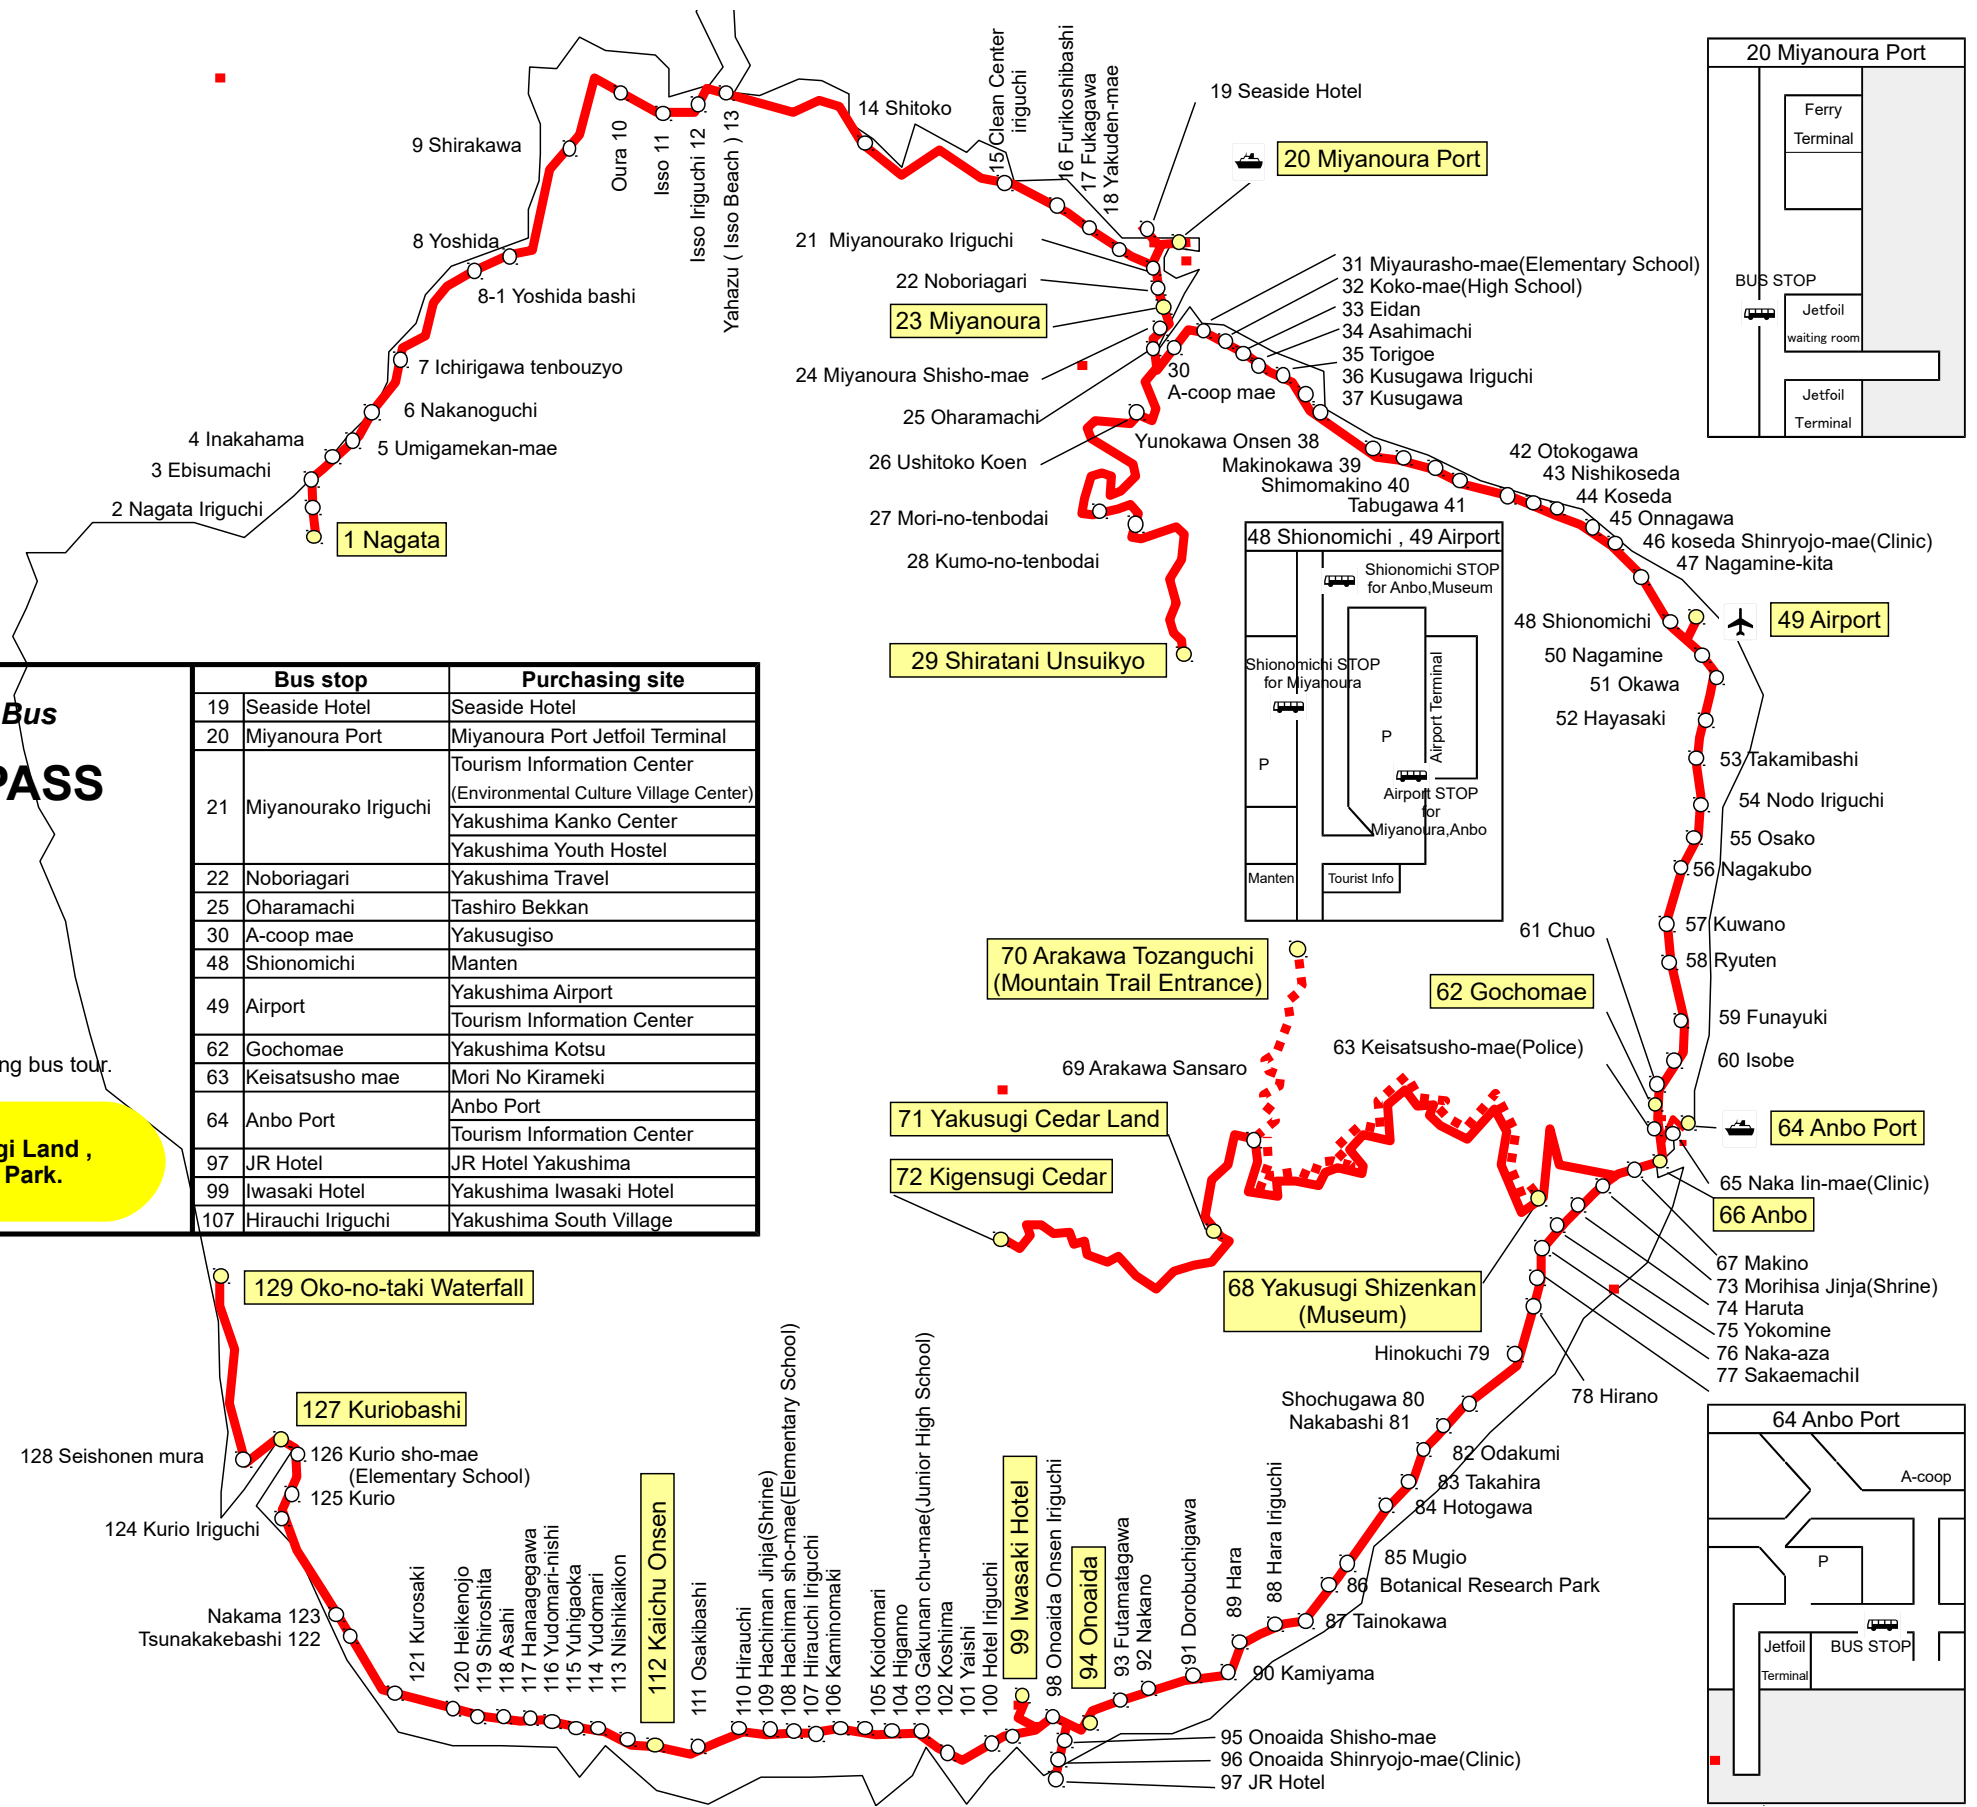 9 Shirakawa
Oura 10
Isso 11
Isso Iriguchi 12
Yahazu ( Isso Beach ) 13
14 Shitoko
15 Clean Center
iriguchi
16 Furikoshibashi
17 Fukagawa
18 Yakuden-mae
19 Seaside Hotel
20 Miyanoura Port
8 Yoshida
8-1 Yoshida bashi
7 Ichirigawa tenbouzyo
6 Nakanoguchi
5 Umigamekan-mae
4 Inakahama
3 Ebisumachi
2 Nagata Iriguchi
1 Nagata
21 Miyanourako Iriguchi
22 Noboriagari
23 Miyanoura
24 Miyanoura Shisho-mae
25 Oharamachi
26 Ushitoko Koen
27 Mori-no-tenbodai
28 Kumo-no-tenbodai
29 Shiratani Unsuikyo
30
A-coop mae
31 Miyaurasho-mae(Elementary School)
32 Koko-mae(High School)
33 Eidan
34 Asahimachi
35 Torigoe
36 Kusugawa Iriguchi
37 Kusugawa
Yunokawa Onsen 38
Makinokawa 39
Shimomakino 40
Tabugawa 41
42 Otokogawa
43 Nishikoseda
44 Koseda
45 Onnagawa
46 koseda Shinryojo-mae(Clinic)
47 Nagamine-kita
48 Shionomichi
49 Airport
50 Nagamine
51 Okawa
52 Hayasaki
53 Takamibashi
54 Nodo Iriguchi
55 Osako
56 Nagakubo
57 Kuwano
58 Ryuten
59 Funayuki
60 Isobe
61 Chuo
62 Gochomae
63 Keisatsusho-mae(Police)
64 Anbo Port
65 Naka Iin-mae(Clinic)
66 Anbo
67 Makino
73 Morihisa Jinja(Shrine)
74 Haruta
75 Yokomine
76 Naka-aza
77 Sakaemachil
78 Hirano
68 Yakusugi Shizenkan
(Museum)
69 Arakawa Sansaro
70 Arakawa Tozanguchi
(Mountain Trail Entrance)
71 Yakusugi Cedar Land
72 Kigensugi Cedar
Hinokuchi 79
Shochugawa 80
Nakabashi 81
82 Odakumi
83 Takahira
84 Hotogawa
85 Mugio
86 Botanical Research Park
87 Tainokawa
88 Hara Iriguchi
89 Hara
90 Kamiyama
91 Dorobuchigawa
92 Nakano
93 Futamatagawa
94 Onoaida
95 Onoaida Shisho-mae
96 Onoaida Shinryojo-mae(Clinic)
97 JR Hotel
98 Onoaida Onsen Iriguchi
99 Iwasaki Hotel
100 Hotel Iriguchi
101 Yaishi
102 Koshima
103 Gakunan chu-mae(Junior High School)
104 Higanno
105 Koidomari
106 Kaminomaki
107 Hirauchi Iriguchi
108 Hachiman sho-mae(Elementary School)
109 Hachiman Jinja(Shrine)
110 Hirauchi
111 Osakibashi
112 Kaichu Onsen
113 Nishikaikon
114 Yudomari
115 Yuhigaoka
116 Yudomari-nishi
117 Hanaagegawa
118 Asahi
119 Shiroshita
120 Heikenojo
121 Kurosaki
Tsunakakebashi 122
Nakama 123
124 Kurio Iriguchi
125 Kurio
126 Kurio sho-mae
(Elementary School)
127 Kuriobashi
128 Seishonen mura
129 Oko-no-taki Waterfall
Bus
PASS
ng bus tour.
gi Land ,
Park.
Bus stop Purchasing site
19 Seaside Hotel Seaside Hotel
20 Miyanoura Port Miyanoura Port Jetfoil Terminal
21 Miyanourako Iriguchi Tourism Information Center
(Environmental Culture Village Center)
Yakushima Kanko Center
Yakushima Youth Hostel
22 Noboriagari Yakushima Travel
25 Oharamachi Tashiro Bekkan
30 A-coop mae Yakusugiso
48 Shionomichi Manten
49 Airport Yakushima Airport
Tourism Information Center
62 Gochomae Yakushima Kotsu
63 Keisatsusho mae Mori No Kirameki
64 Anbo Port Anbo Port
Tourism Information Center
97 JR Hotel JR Hotel Yakushima
99 Iwasaki Hotel Yakushima Iwasaki Hotel
107 Hirauchi Iriguchi Yakushima South Village
20 Miyanoura Port
Ferry
Terminal
BUS STOP
Jetfoil
waiting room
Jetfoil
Terminal
48 Shionomichi , 49 Airport
Shionomichi STOP
for Anbo,Museum
Shionomichi STOP
for Miyanoura
P
P
Airport Terminal
Airport STOP
for
Miyanoura,Anbo
Manten
Tourist Info
64 Anbo Port
A-coop
P
Jetfoil
Terminal
BUS STOP